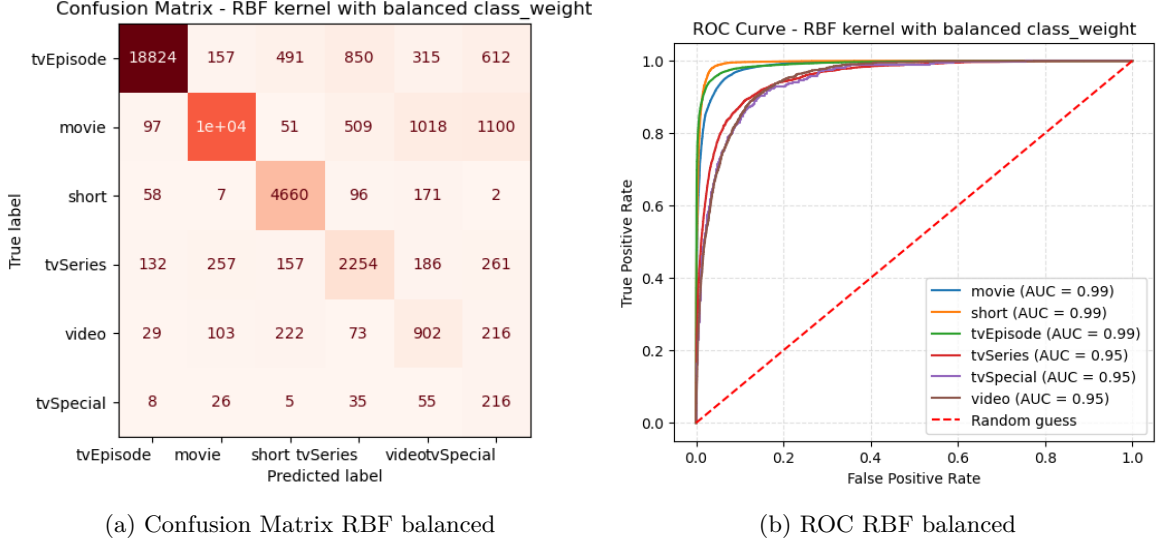 Confusion Matrix - RBF kernel with balanced class_weight
True label
tvEpisode 18824 157 491 850 315 612
movie 97 1e+04 51 509 1018 1100
short 58 7 4660 96 171 2
tvSeries 132 257 157 2254 186 261
video 29 103 222 73 902 216
tvSpecial 8 26 5 35 55 216
tvEpisode movie short tvSeries video tvSpecial
Predicted label
(a) Confusion Matrix RBF balanced
ROC Curve - RBF kernel with balanced class_weight
True Positive Rate
1.0
0.8
0.6
0.4
0.2
0.0
movie (AUC = 0.99)
short (AUC = 0.99)
tvEpisode (AUC = 0.99)
tvSeries (AUC = 0.95)
tvSpecial (AUC = 0.95)
video (AUC = 0.95)
Random guess
0.0 0.2 0.4 0.6 0.8 1.0
False Positive Rate
(b) ROC RBF balanced